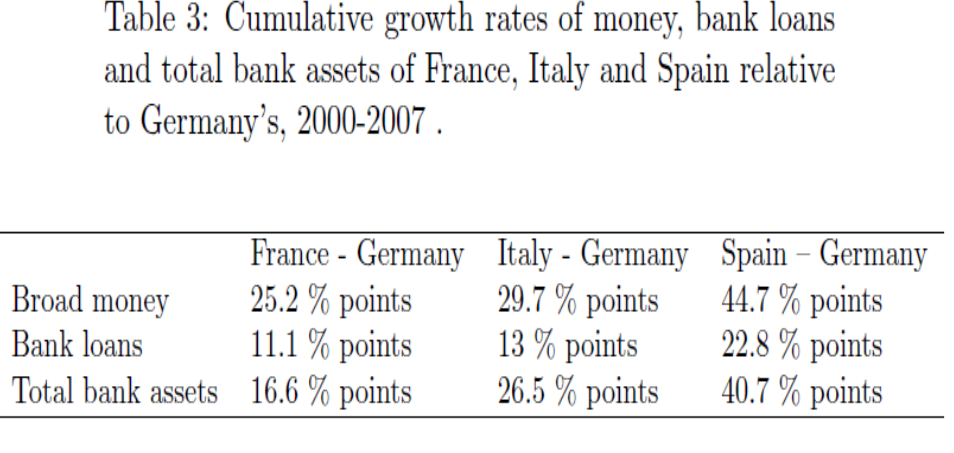 Table 3: Cumulative growth rates of money, bank loans
and total bank assets of France, Italy and Spain relative
to Germany's, 2000-2007 .
France - Germany Italy - Germany Spain – Germany
Broad money 25.2 % points 29.7 % points 44.7 % points
Bank loans 11.1 % points 13 % points 22.8 % points
Total bank assets 16.6 % points 26.5 % points 40.7 % points